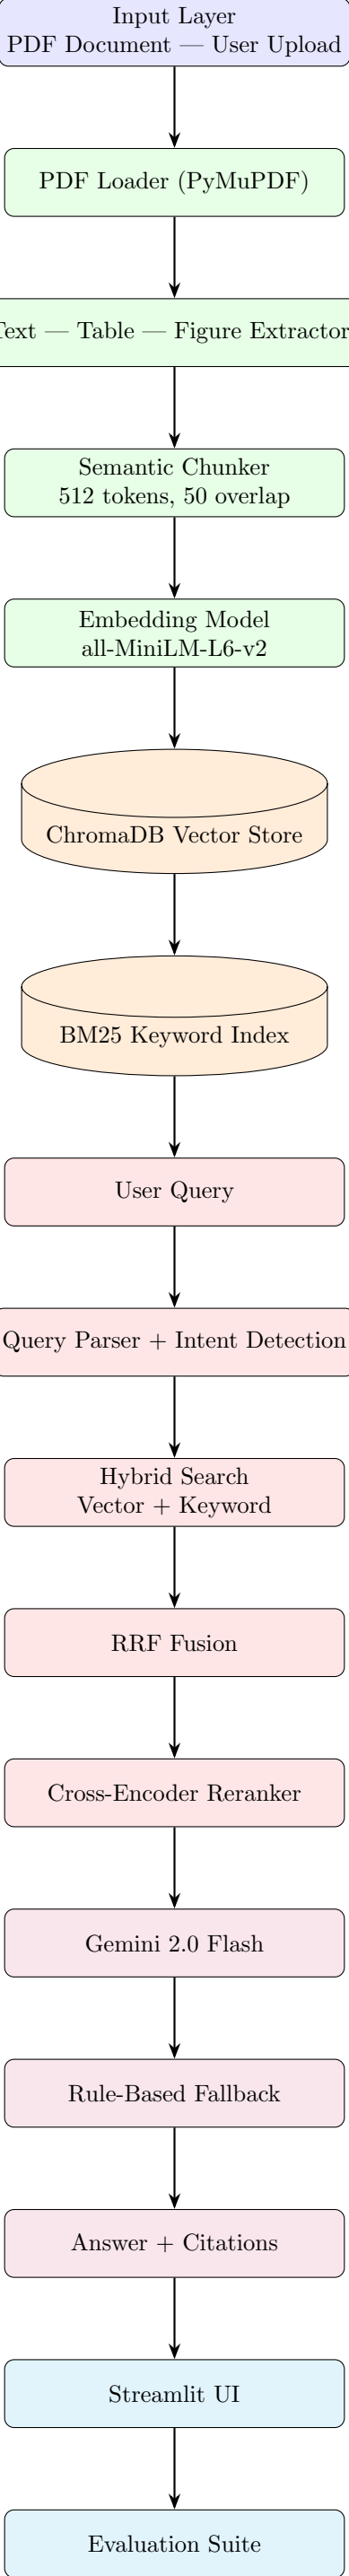 Input Layer
PDF Document — User Upload
PDF Loader (PyMuPDF)
Text — Table — Figure Extractor
Semantic Chunker
512 tokens, 50 overlap
Embedding Model
all-MiniLM-L6-v2
ChromaDB Vector Store
BM25 Keyword Index
User Query
Query Parser + Intent Detection
Hybrid Search
Vector + Keyword
RRF Fusion
Cross-Encoder Reranker
Gemini 2.0 Flash
Rule-Based Fallback
Answer + Citations
Streamlit UI
Evaluation Suite